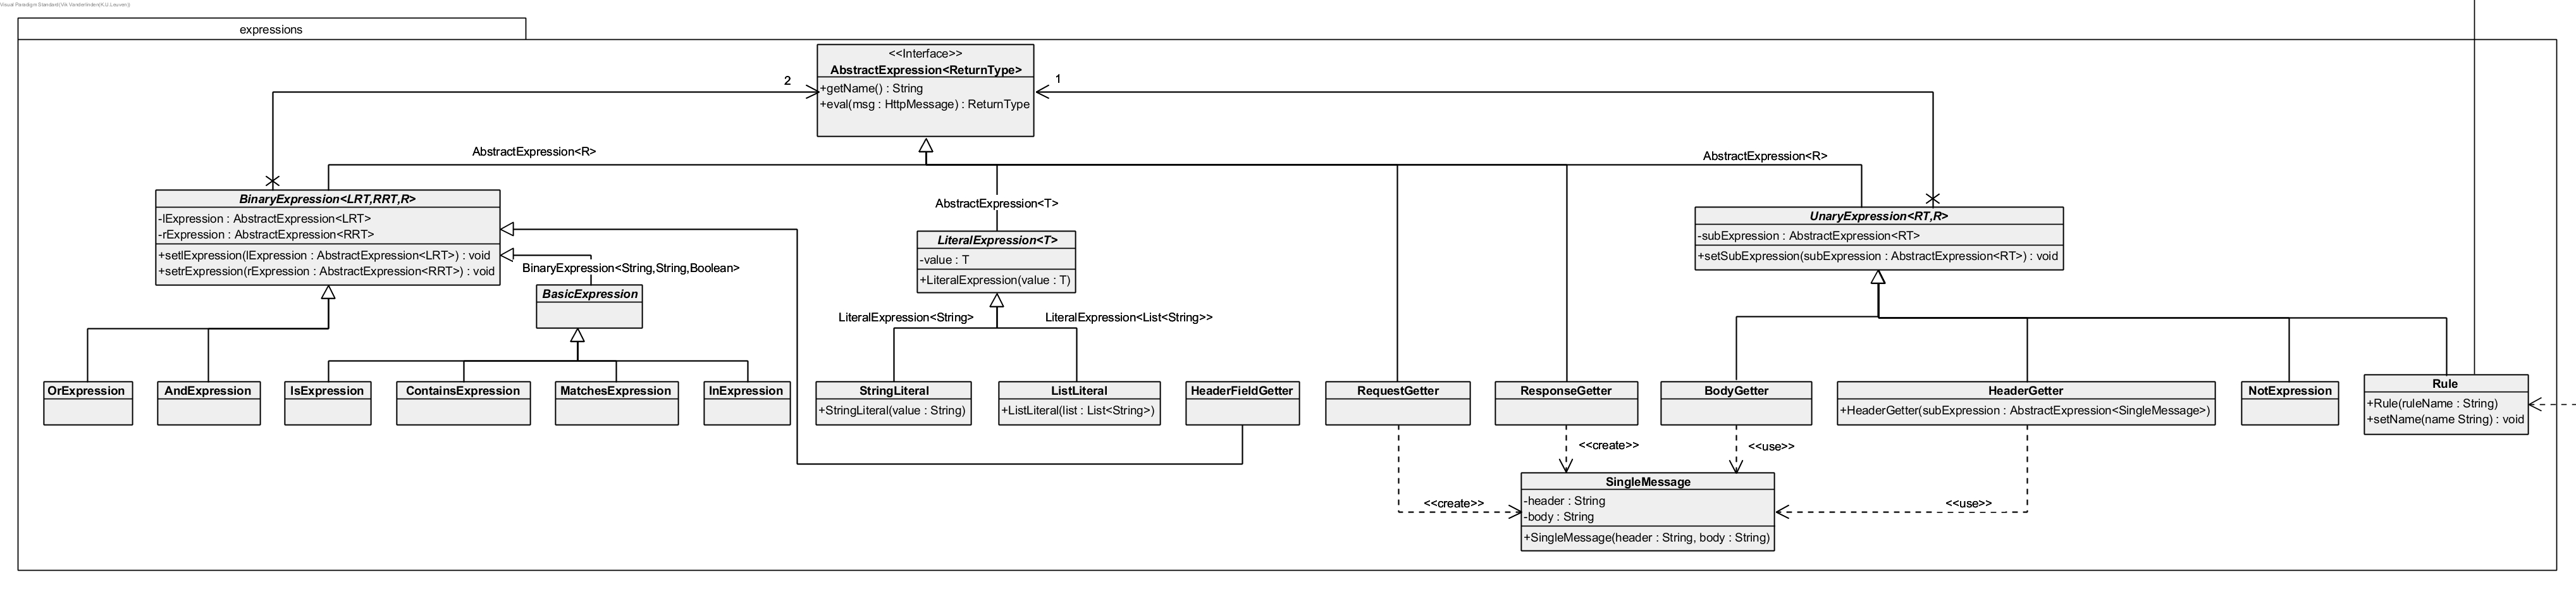 Visual Paradigm Standard(Vik Vanderlinden(K.U.Leuven))
expressions
<<Interface>>
AbstractExpression<ReturnType>
+getName() : String
+eval(msg : HttpMessage) : ReturnType
2
1
AbstractExpression<R>
AbstractExpression<R>
BinaryExpression<LRT,RRT,R>
-lExpression : AbstractExpression<LRT>
-rExpression : AbstractExpression<RRT>
+setlExpression(lExpression : AbstractExpression<LRT>) : void
+setrExpression(rExpression : AbstractExpression<RRT>) : void
AbstractExpression<T>
LiteralExpression<T>
-value : T
+LiteralExpression(value : T)
UnaryExpression<RT,R>
-subExpression : AbstractExpression<RT>
+setSubExpression(subExpression : AbstractExpression<RT>) : void
BinaryExpression<String,String,Boolean>
BasicExpression
LiteralExpression<String>
LiteralExpression<List<String>>
OrExpression
AndExpression
IsExpression
ContainsExpression
MatchesExpression
InExpression
StringLiteral
+StringLiteral(value : String)
ListLiteral
+ListLiteral(list : List<String>)
HeaderFieldGetter
RequestGetter
ResponseGetter
BodyGetter
HeaderGetter
+HeaderGetter(subExpression : AbstractExpression<SingleMessage>)
NotExpression
Rule
+Rule(ruleName : String)
+setName(name String) : void
<<create>>
<<use>>
<<create>>
<<use>>
SingleMessage
-header : String
-body : String
+SingleMessage(header : String, body : String)